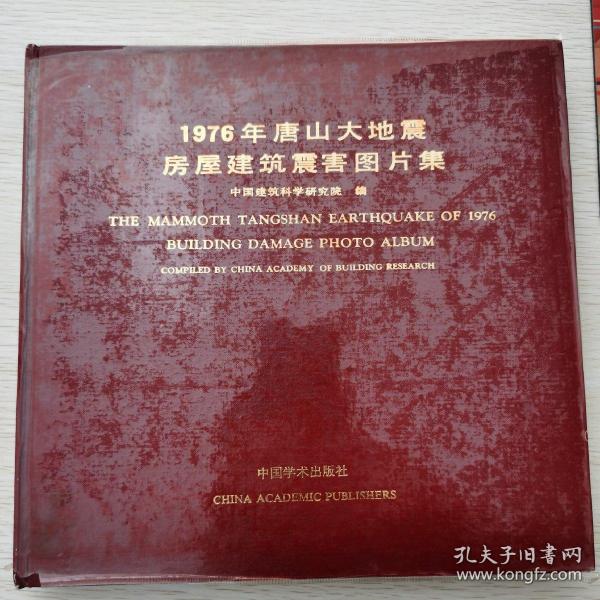 1976年唐山大地震
房屋建筑震害图片集
中国建筑科学研究院 编
THE MAMMOTH TANGSHAN EARTHQUAKE OF 1976
BUILDING DAMAGE PHOTO ALBUM
COMPILED BY CHINA ACADEMY OF BUILDING RESEARCH
中国学术出版社
CHINA ACADEMIC PUBLISHERS
孔夫子旧书网
www.kongfz.com